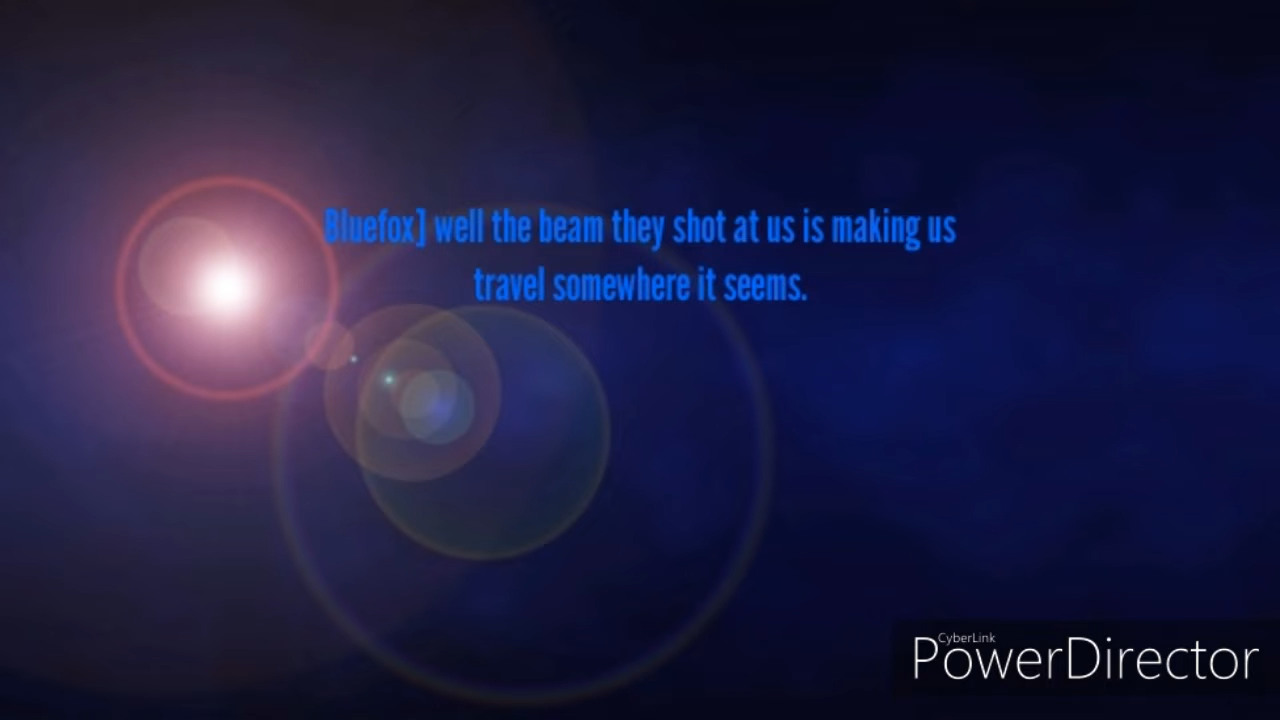 Bluefox] well the beam they shot at us is making us
travel somewhere it seems.
CyberLink
PowerDirector